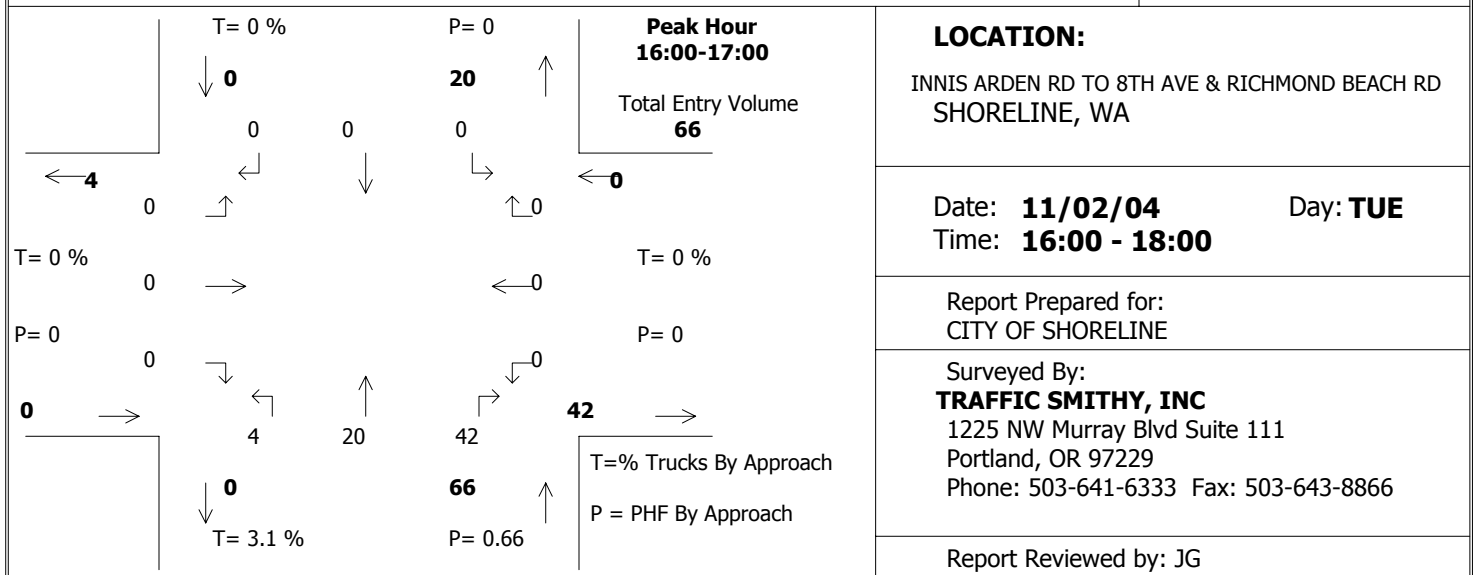 T= 0 % P= 0 Peak Hour
16:00-17:00
0 20
Total Entry Volume
0 0 0 66
4 0
0 0
T= 0 % T= 0 %
0 0
P= 0 P= 0
0 0
0 42
4 20 42
T=% Trucks By Approach
0 66
P = PHF By Approach
T= 3.1 % P= 0.66
LOCATION:
INNIS ARDEN RD TO 8TH AVE & RICHMOND BEACH RD
SHORELINE, WA
Date: 11/02/04 Day: TUE
Time: 16:00 - 18:00
Report Prepared for:
CITY OF SHORELINE
Surveyed By:
TRAFFIC SMITHY, INC
1225 NW Murray Blvd Suite 111
Portland, OR 97229
Phone: 503-641-6333 Fax: 503-643-8866
Report Reviewed by: JG